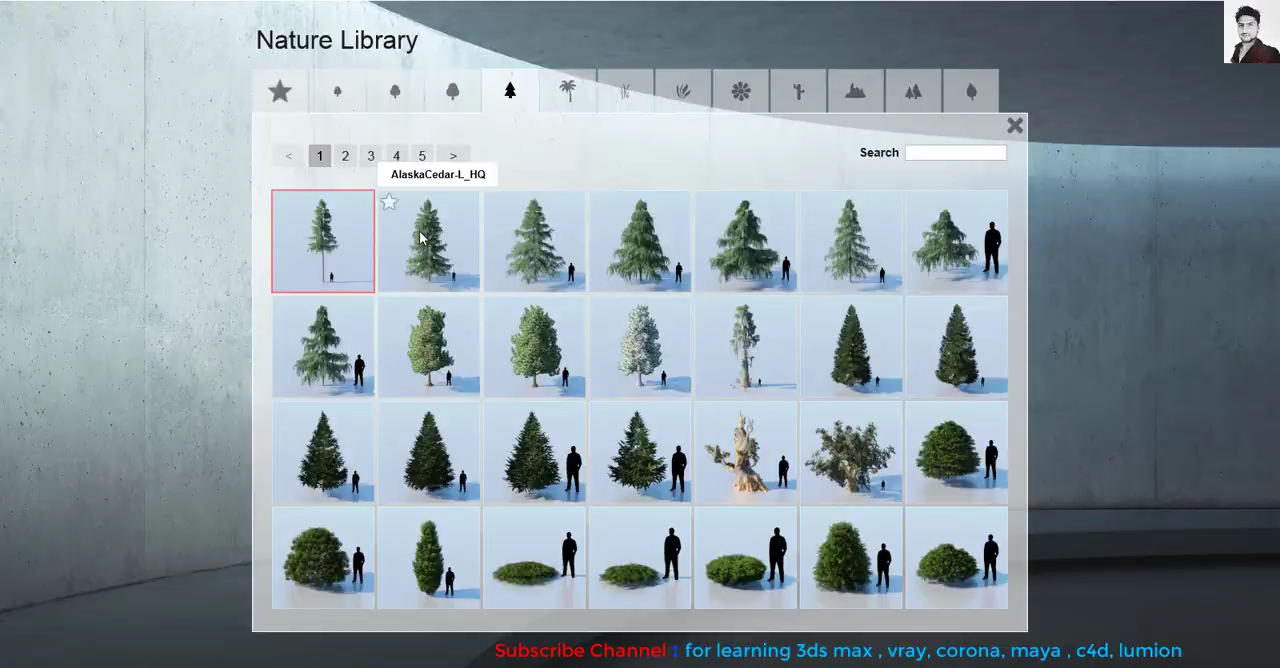 Nature Library
Search
< 1 2 3 4 5 >
AlaskaCedar-L_HQ
Subscribe Channel : for learning 3ds max , vray, corona, maya , c4d, lumion